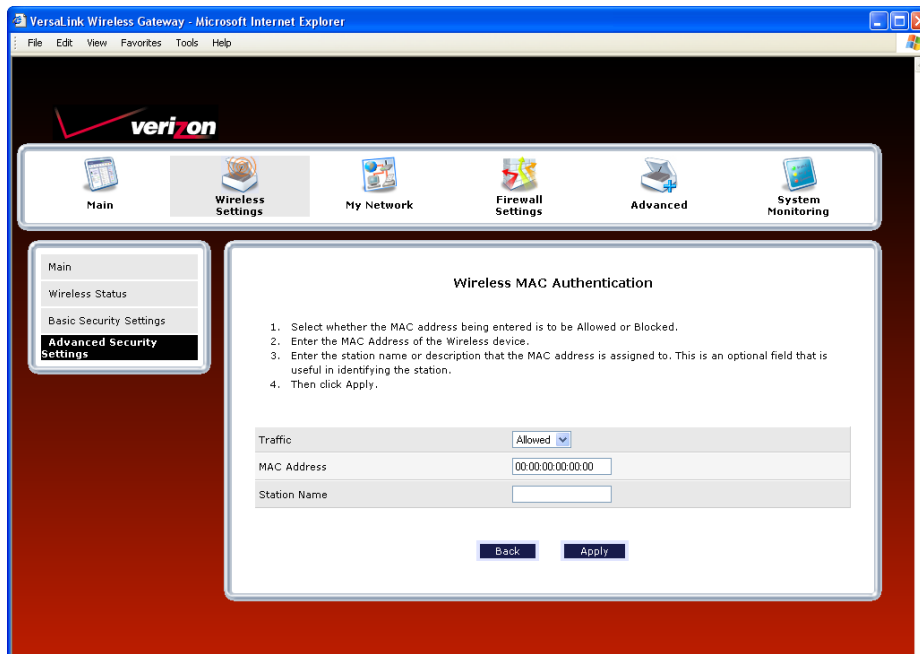 VersaLink Wireless Gateway - Microsoft Internet Explorer
File Edit View Favorites Tools Help
verizon
Main
Wireless
Settings
My Network
Firewall
Settings
Advanced
System
Monitoring
Main
Wireless Status
Basic Security Settings
Advanced Security
Settings
Wireless MAC Authentication
1. Select whether the MAC address being entered is to be Allowed or Blocked.
2. Enter the MAC Address of the Wireless device.
3. Enter the station name or description that the MAC address is assigned to. This is an optional field that is
useful in identifying the station.
4. Then click Apply.
Traffic Allowed
MAC Address 00:00:00:00:00:00
Station Name
Back Apply